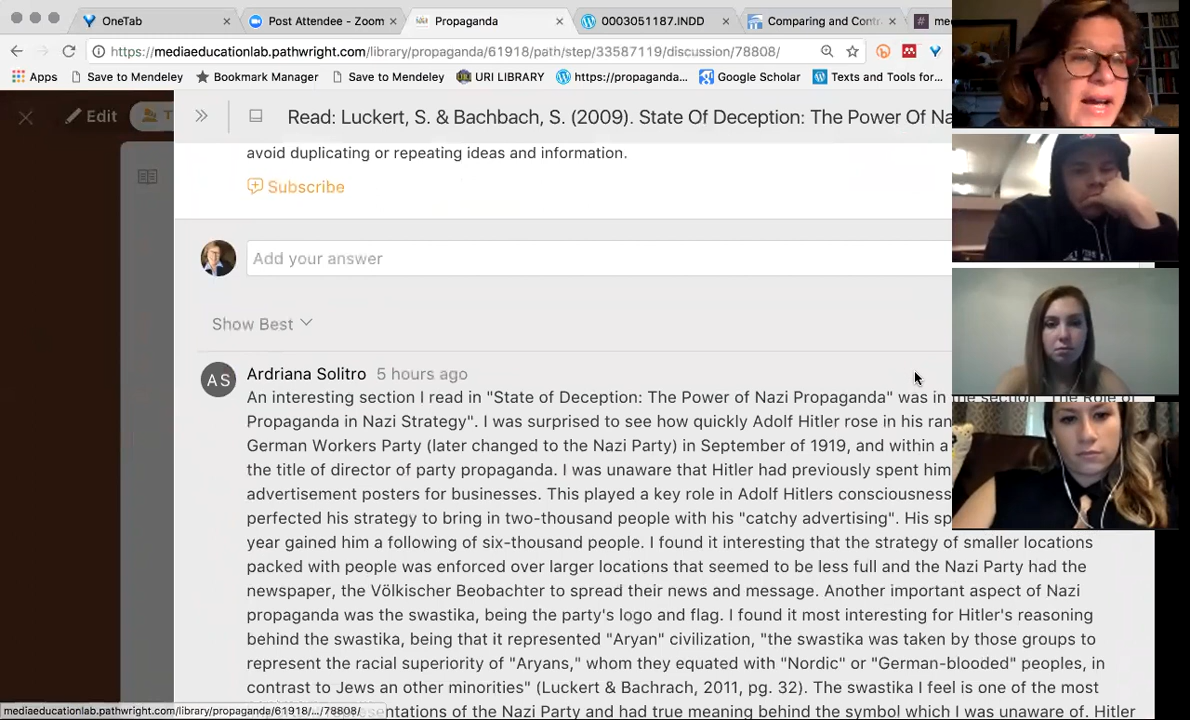 OneTab
Post Attendee - Zoom
Propaganda
0003051187.INDD
Comparing and Contr
me
https://mediaeducationlab.pathwright.com/library/propaganda/61918/path/step/33587119/discussion/78808/
Apps
Save to Mendeley
Bookmark Manager
Save to Mendeley
URI LIBRARY
https://propaganda...
Google Scholar
Texts and Tools for...
Edit
Read: Luckert, S. & Bachbach, S. (2009). State Of Deception: The Power Of Na
avoid duplicating or repeating ideas and information.
Subscribe
Add your answer
Show Best
AS
Ardriana Solitro 5 hours ago
An interesting section I read in "State of Deception: The Power of Nazi Propaganda" was in the section "The Role of
Propaganda in Nazi Strategy". I was surprised to see how quickly Adolf Hitler rose in his ran
German Workers Party (later changed to the Nazi Party) in September of 1919, and within a
the title of director of party propaganda. I was unaware that Hitler had previously spent him
advertisement posters for businesses. This played a key role in Adolf Hitlers consciousness
perfected his strategy to bring in two-thousand people with his "catchy advertising". His sp
year gained him a following of six-thousand people. I found it interesting that the strategy of smaller locations
packed with people was enforced over larger locations that seemed to be less full and the Nazi Party had the
newspaper, the Völkischer Beobachter to spread their news and message. Another important aspect of Nazi
propaganda was the swastika, being the party's logo and flag. I found it most interesting for Hitler's reasoning
behind the swastika, being that it represented "Aryan" civilization, "the swastika was taken by those groups to
represent the racial superiority of "Aryans," whom they equated with "Nordic" or "German-blooded" peoples, in
contrast to Jews an other minorities" (Luckert & Bachrach, 2011, pg. 32). The swastika I feel is one of the most
entations of the Nazi Party and had true meaning behind the symbol which I was unaware of. Hitler
mediaeducationlab.pathwright.com/library/propaganda/61918/.../78808/